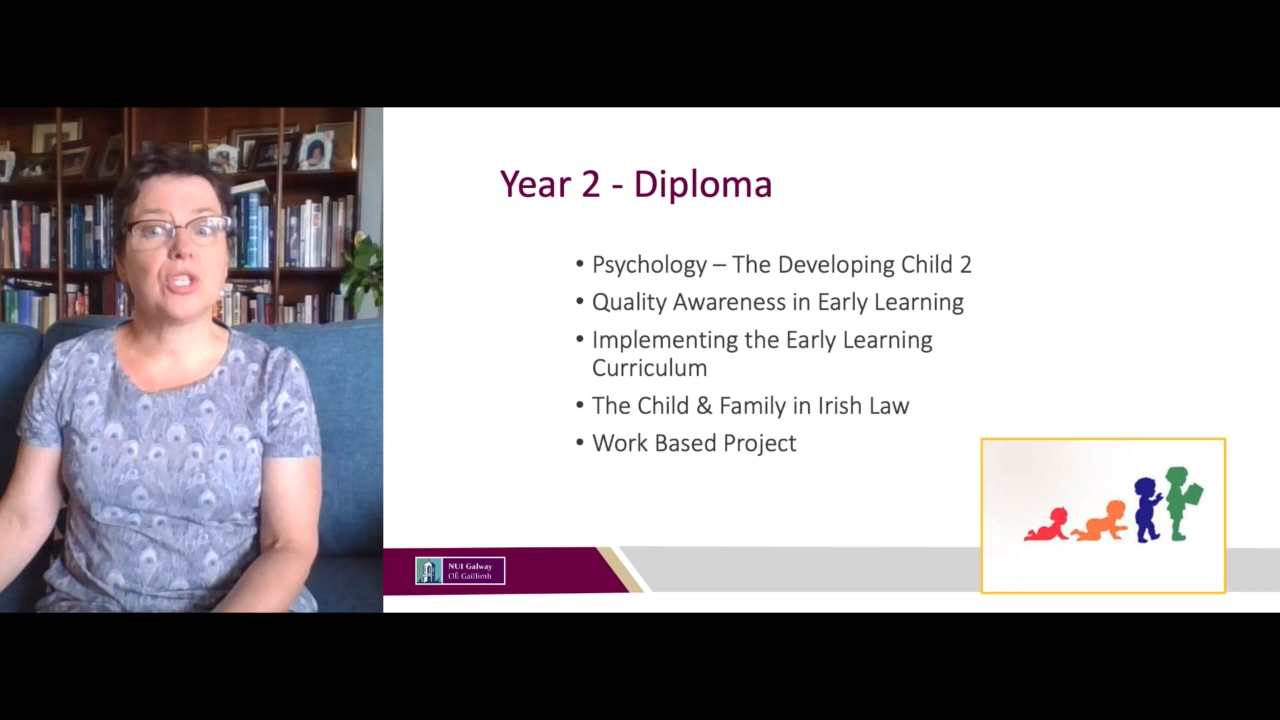 Year 2 - Diploma
• Psychology – The Developing Child 2
• Quality Awareness in Early Learning
• Implementing the Early Learning
Curriculum
• The Child & Family in Irish Law
• Work Based Project
NUI Galway
OÉ Gaillimh